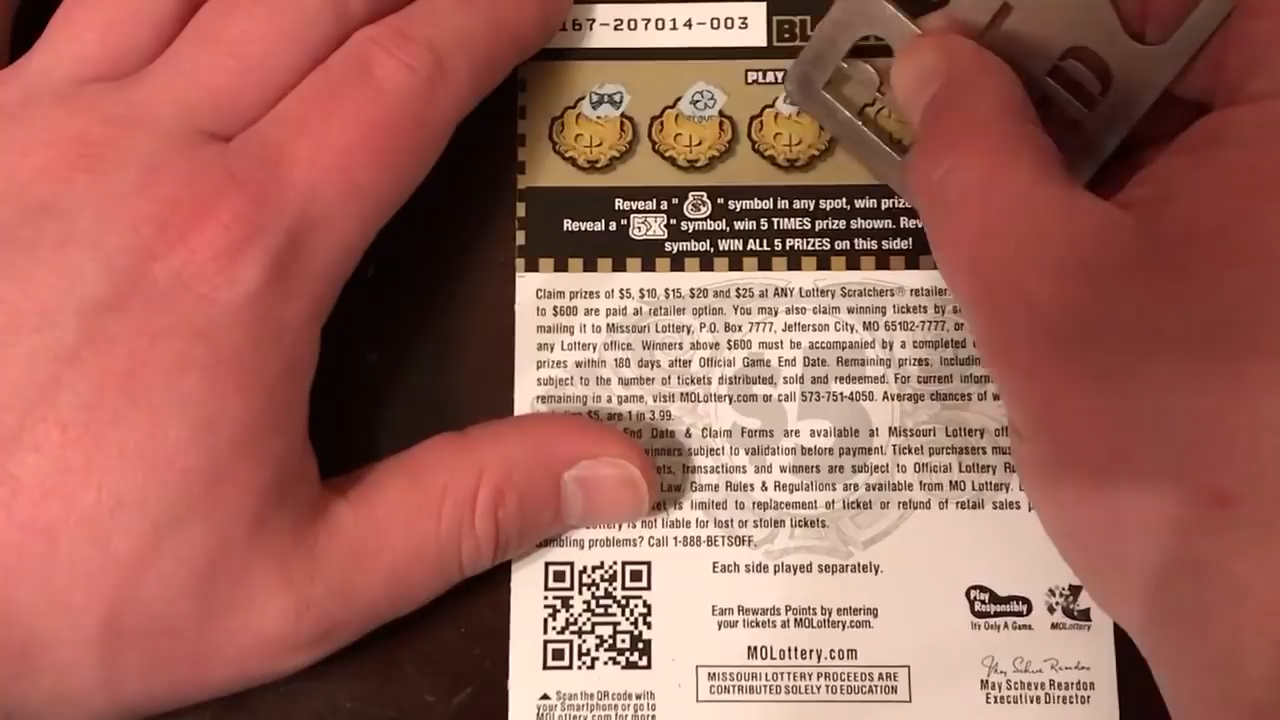 167-207014-003 BL
PLAY
Reveal a " " symbol in any spot, win prize
Reveal a " 5X " symbol, win 5 TIMES prize shown. Rev
symbol, WIN ALL 5 PRIZES on this side!
Claim prizes of $5, $10, $15, $20 and $25 at ANY Lottery Scratchers® retailer.
to $600 are paid at retailer option. You may also claim winning tickets by
mailing it to Missouri Lottery, P.O. Box 7777, Jefferson City, MO 65102-7777, or
any Lottery office. Winners above $600 must be accompanied by a completed
prizes within 180 days after Official Game End Date. Remaining prizes, includin
subject to the number of tickets distributed, sold and redeemed. For current inform
remaining in a game, visit MOLottery.com or call 573-751-4050. Average chances of w
$5, are 1 in 3.99.
End Date & Claim Forms are available at Missouri Lottery off
winners subject to validation before payment. Ticket purchasers mus
ets, transactions and winners are subject to Official Lottery Ru
Law, Game Rules & Regulations are available from MO Lottery.
et is limited to replacement of ticket or refund of retail sales p
Lottery is not liable for lost or stolen tickets.
Gambling problems? Call 1-888-BETSOFF.
Each side played separately.
Earn Rewards Points by entering
your tickets at MOLottery.com.
MOLottery.com
MISSOURI LOTTERY PROCEEDS ARE
CONTRIBUTED SOLELY TO EDUCATION
Scan the QR code with
your Smartphone or go to
MOLottery.com for more
Play
Responsibly
It's Only A Game.
MOLottery
May Scheve Reardon
May Scheve Reardon
Executive Director